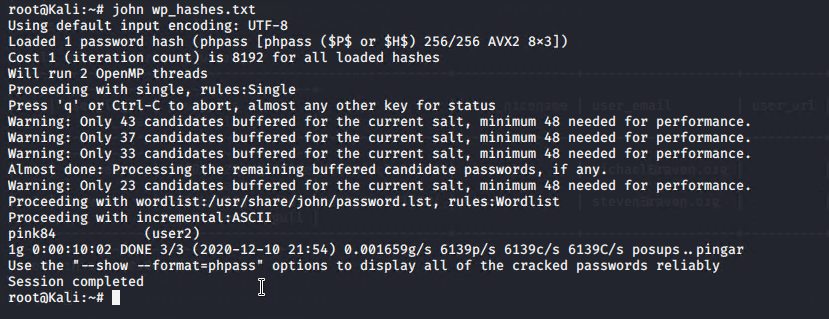 root@Kali:~# john wp_hashes.txt
Using default input encoding: UTF-8
Loaded 1 password hash (phpass [phpass ($P$ or $H$) 256/256 AVX2 8×3])
Cost 1 (iteration count) is 8192 for all loaded hashes
Will run 2 OpenMP threads
Proceeding with single, rules:Single
Press 'q' or Ctrl-C to abort, almost any other key for status
Warning: Only 43 candidates buffered for the current salt, minimum 48 needed for performance.
Warning: Only 37 candidates buffered for the current salt, minimum 48 needed for performance.
Warning: Only 33 candidates buffered for the current salt, minimum 48 needed for performance.
Almost done: Processing the remaining buffered candidate passwords, if any.
Warning: Only 23 candidates buffered for the current salt, minimum 48 needed for performance.
Proceeding with wordlist:/usr/share/john/password.lst, rules:Wordlist
Proceeding with incremental:ASCII
pink84           (user2)
1g 0:00:10:02 DONE 3/3 (2020-12-10 21:54) 0.001659g/s 6139p/s 6139c/s 6139C/s posups..pingar
Use the "--show --format=phpass" options to display all of the cracked passwords reliably
Session completed
root@Kali:~#